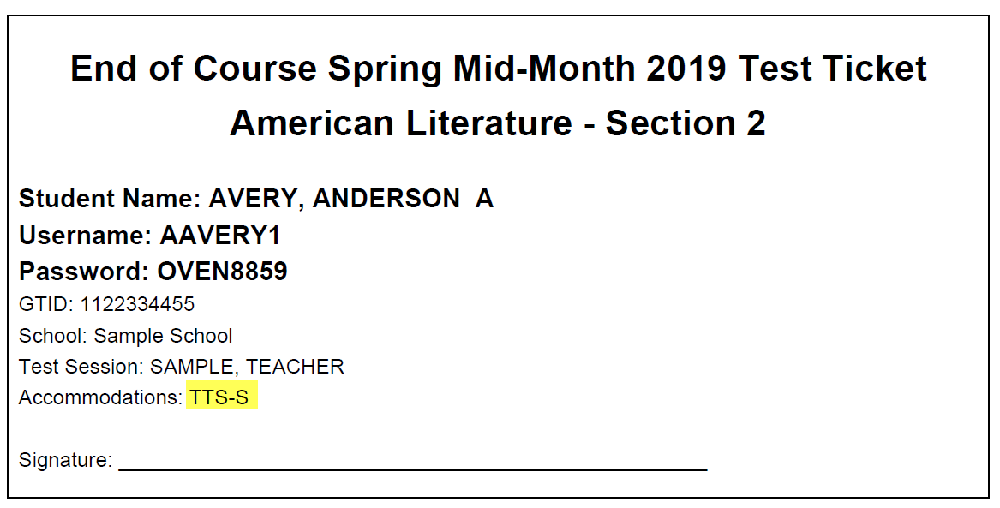 End of Course Spring Mid-Month 2019 Test Ticket
American Literature - Section 2
Student Name: AVERY, ANDERSON  A
Username: AAVERY1
Password: OVEN8859
GTID: 1122334455
School: Sample School
Test Session: SAMPLE, TEACHER
Accommodations: TTS-S
Signature: